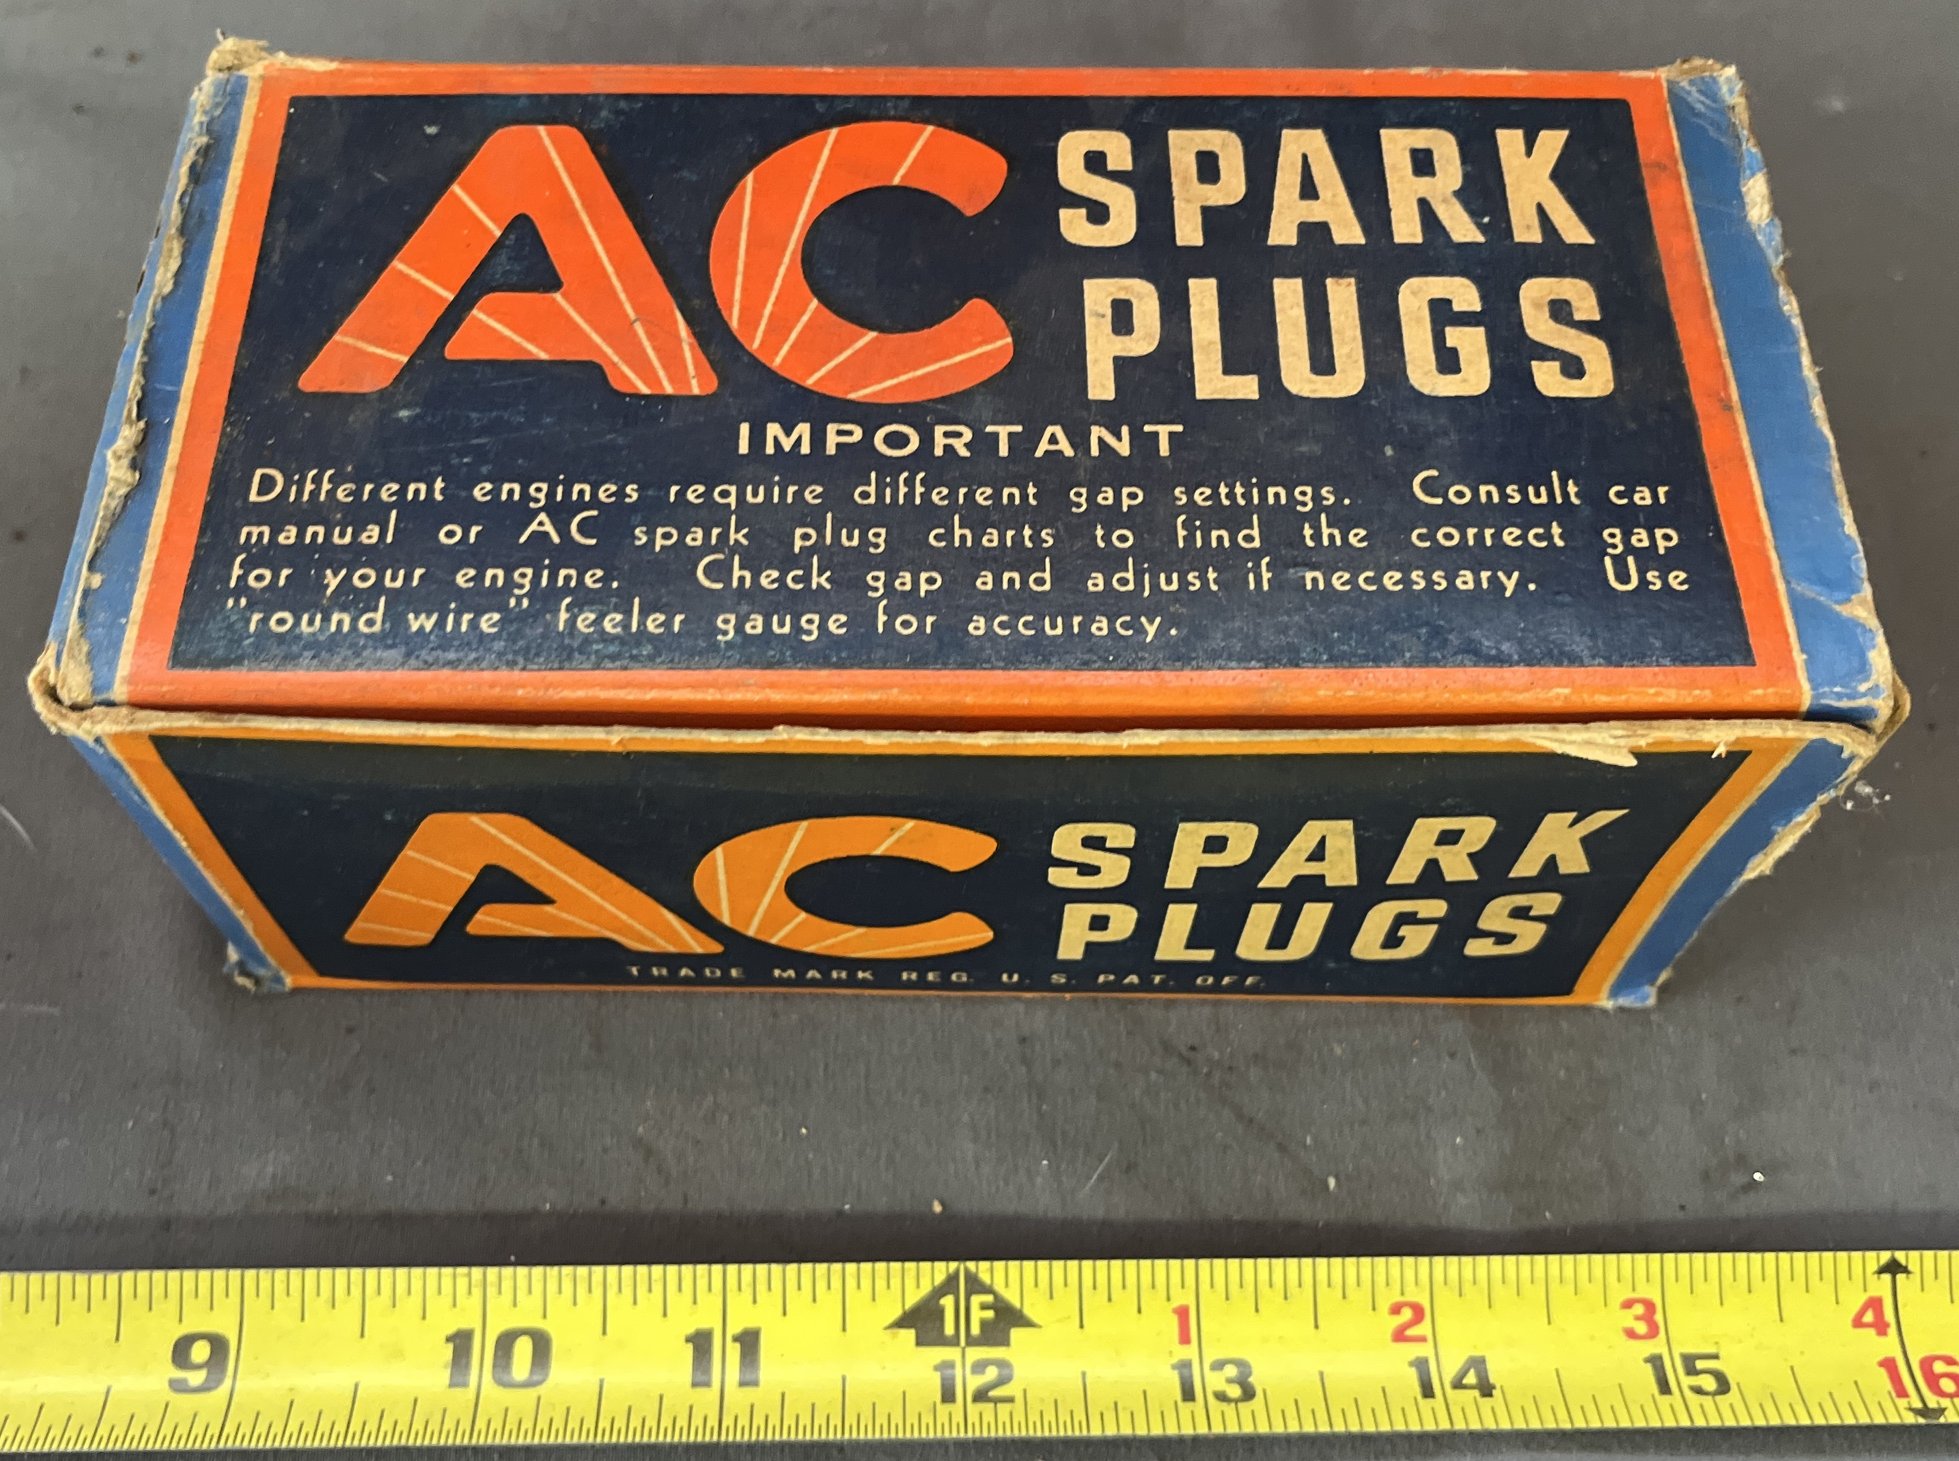 AC SPARK
PLUGS
IMPORTANT
Different engines require different gap settings. Consult car
manual or AC spark plug charts to find the correct gap
for your engine. Check gap and adjust if necessary. Use
"round wire" feeler gauge for accuracy.
AC SPARK
PLUGS
TRADE MARK REG. U. S. PAT. OFF.
1F 1 2 3 4
9 10 11 12 13 14 15 16